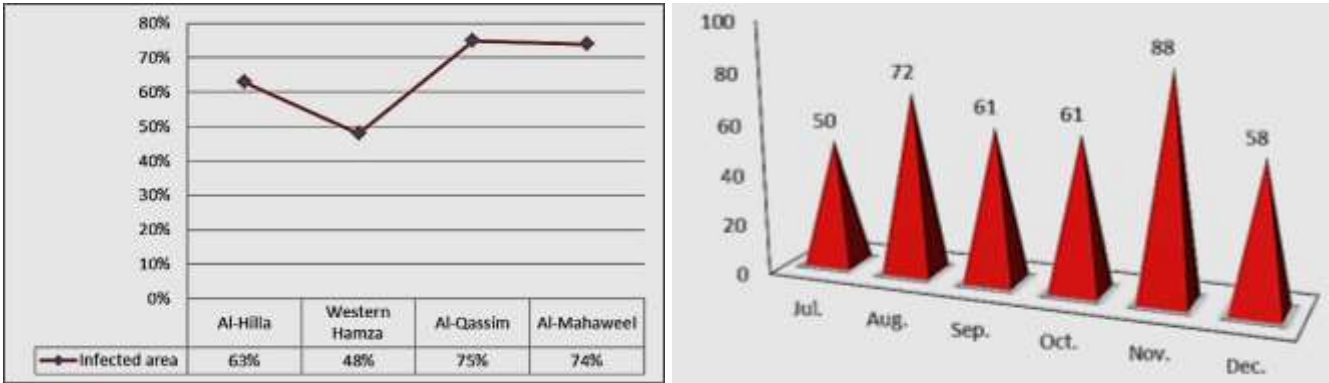 80%
70%
60%
50%
40%
30%
20%
10%
0%
Al-Hilla
Western
Hamza
Al-Qassim
Al-Mahaweel
Infected area
63%
48%
75%
74%
100
80
60
40
20
0
50
72
61
61
88
58
Jul.
Aug.
Sep.
Oct.
Nov.
Dec.